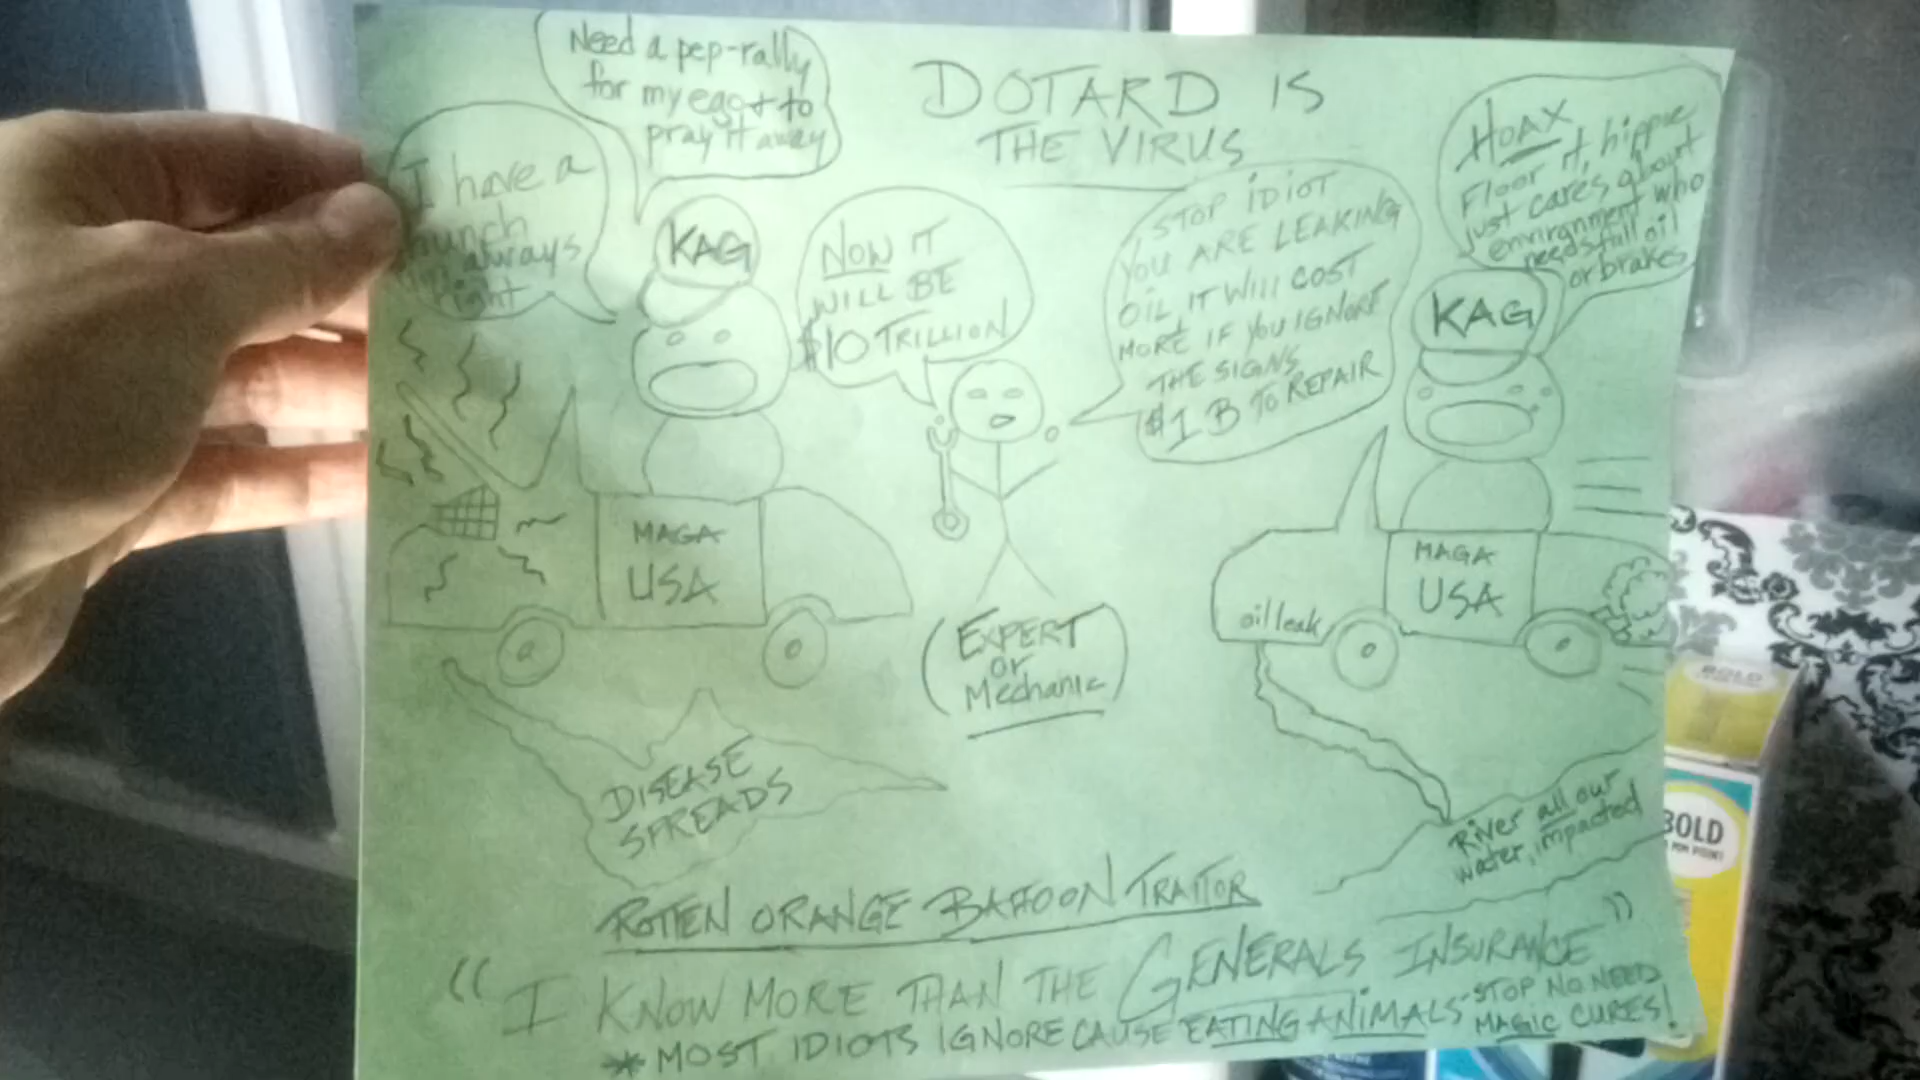 Need a pep-rally
for my ego + to
pray it away
DOTARD IS
THE VIRUS
I have a
hunch
I'm always
right
KAG
NOW IT
WILL BE
$10 TRILLION
STOP IDIOT
YOU ARE LEAKING
OIL, IT WILL COST
MORE IF YOU IGNORE
THE SIGNS
$1 B TO REPAIR
HOAX
Floor it, hippie
just cares about
environment who
needs full oil
or brakes
KAG
MAGA
USA
MAGA
USA
oil leak
(EXPERT
or
Mechanic)
DISEASE
SPREADS
River all our
water, impacted
ROTTEN ORANGE BAFOON TRAITOR
"I KNOW MORE THAN THE GENERALS INSURANCE"
* MOST IDIOTS IGNORE CAUSE EATING ANIMALS - STOP NO NEED
MAGIC CURES!
BOLD
BOLD